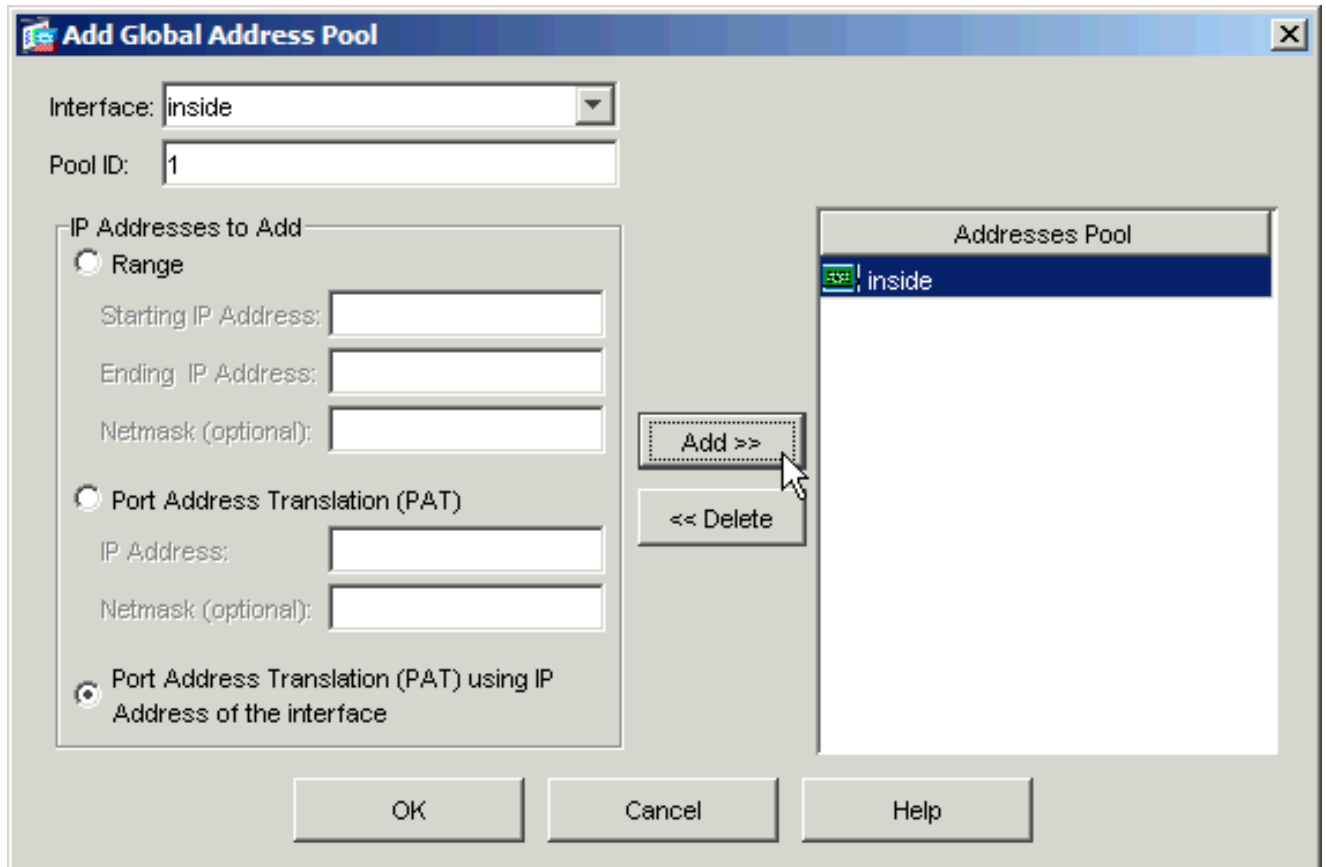 Add Global Address Pool
Interface: inside
Pool ID: 1
IP Addresses to Add
Range
Starting IP Address:
Ending IP Address:
Netmask (optional):
Port Address Translation (PAT)
IP Address:
Netmask (optional):
Port Address Translation (PAT) using IP
Address of the interface
Add >>
<< Delete
Addresses Pool
inside
OK
Cancel
Help